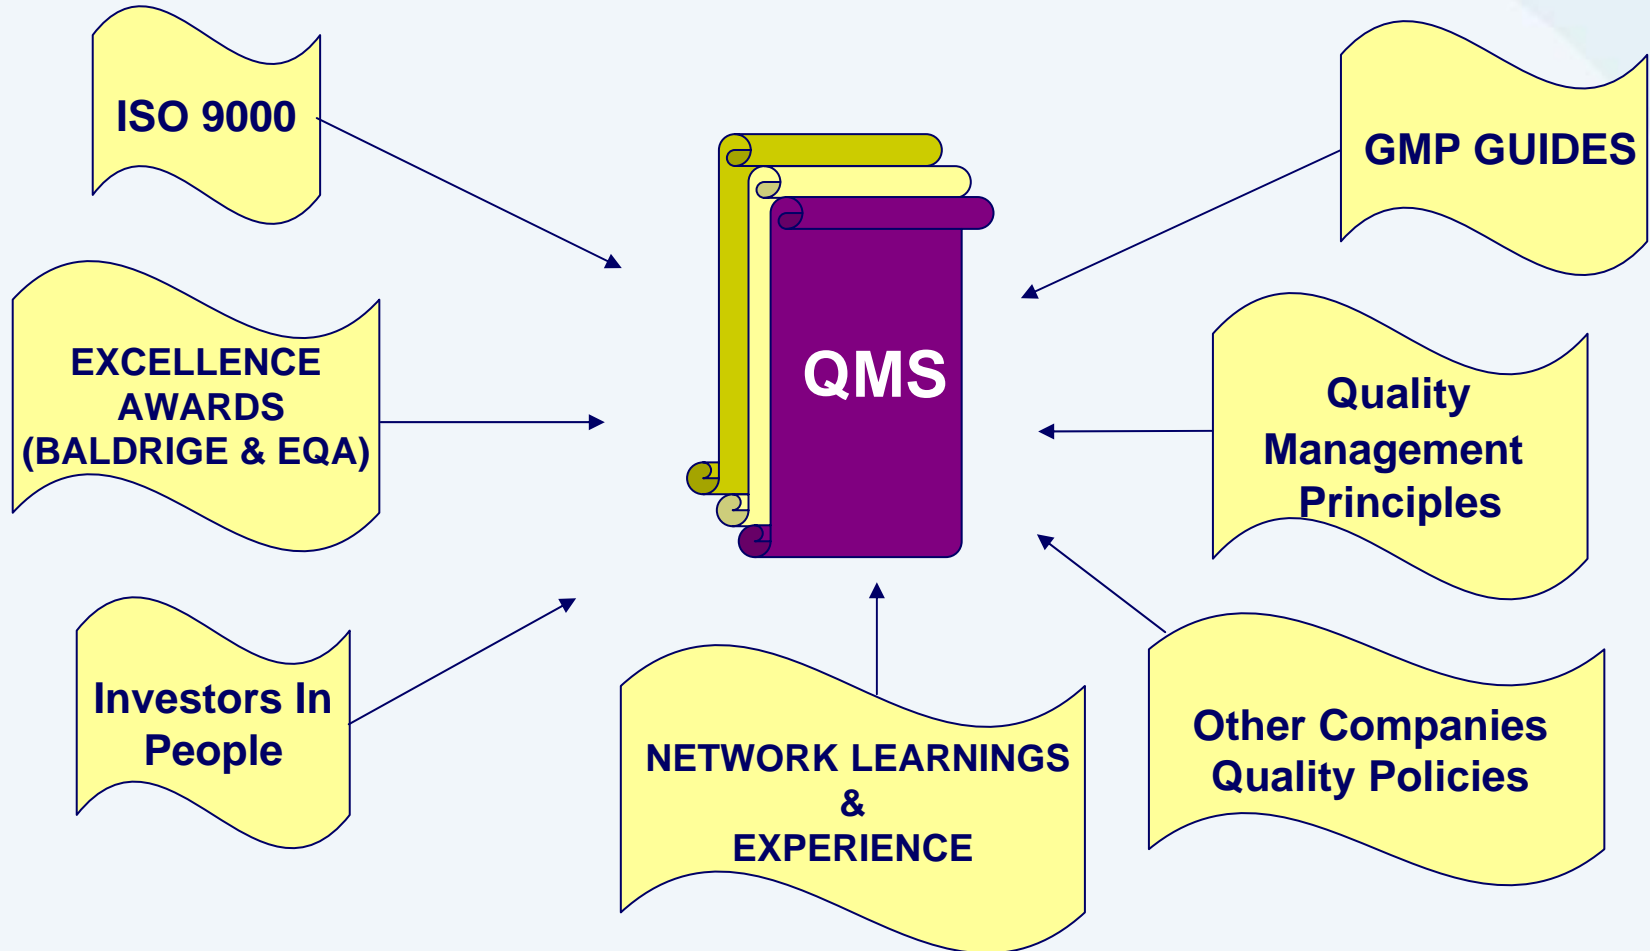 ISO 9000
GMP GUIDES
EXCELLENCE
AWARDS
(BALDRIGE & EQA)
QMS
Quality
Management
Principles
Investors In
People
NETWORK LEARNINGS
&
EXPERIENCE
Other Companies
Quality Policies